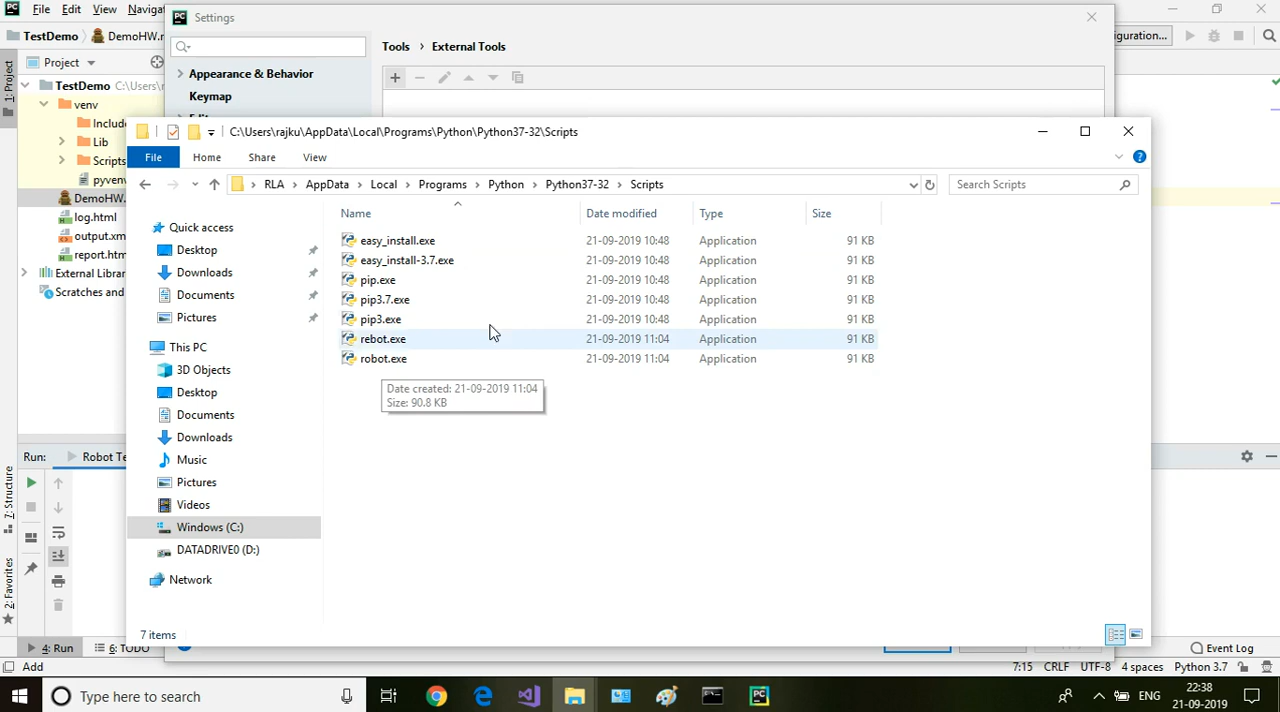 File Edit View Navigat
Settings
TestDemo DemoHW.r
Tools › External Tools
iguration...
Project
Appearance & Behavior
1: Project
TestDemo C:\Users\r
Keymap
venv
Include
C:\Users\rajku\AppData\Local\Programs\Python\Python37-32\Scripts
Lib
File Home Share View
Scripts
pyvenv
RLA › AppData › Local › Programs › Python › Python37-32 › Scripts
Search Scripts
DemoHW.
Name Date modified Type Size
log.html
Quick access
output.xm
easy_install.exe 21-09-2019 10:48 Application 91 KB
Desktop
report.htm
easy_install-3.7.exe 21-09-2019 10:48 Application 91 KB
External Librar
Downloads
pip.exe 21-09-2019 10:48 Application 91 KB
Scratches and
Documents
pip3.7.exe 21-09-2019 10:48 Application 91 KB
Pictures
pip3.exe 21-09-2019 10:48 Application 91 KB
rebot.exe 21-09-2019 11:04 Application 91 KB
This PC
robot.exe 21-09-2019 11:04 Application 91 KB
3D Objects
Date created: 21-09-2019 11:04
Desktop
Size: 90.8 KB
Documents
Downloads
Run: Robot Te
Music
Pictures
7: Structure
Videos
Windows (C:)
DATADRIVE0 (D:)
Network
2: Favorites
7 items
4: Run 6: TODO
Event Log
Add
7:15 CRLF UTF-8 4 spaces Python 3.7
Type here to search
ENG
22:38
21-09-2019